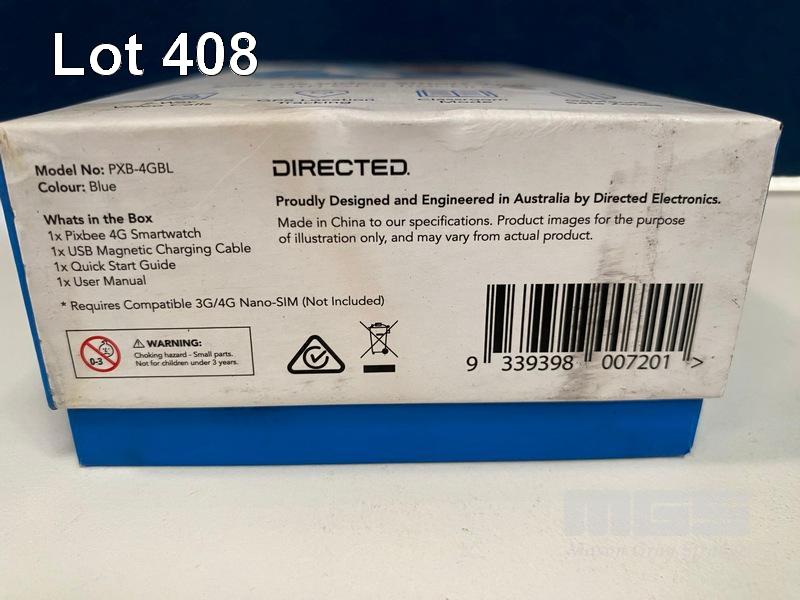 Lot 408
Tracking
Mode
Model No: PXB-4GBL
Colour: Blue
Whats in the Box
1x Pixbee 4G Smartwatch
1x USB Magnetic Charging Cable
1x Quick Start Guide
1x User Manual
* Requires Compatible 3G/4G Nano-SIM (Not Included)
0-3
⚠ WARNING:
Choking hazard - Small parts.
Not for children under 3 years.
DIRECTED.
Proudly Designed and Engineered in Australia by Directed Electronics.
Made in China to our specifications. Product images for the purpose
of illustration only, and may vary from actual product.
9 339398 007201 >
MGS